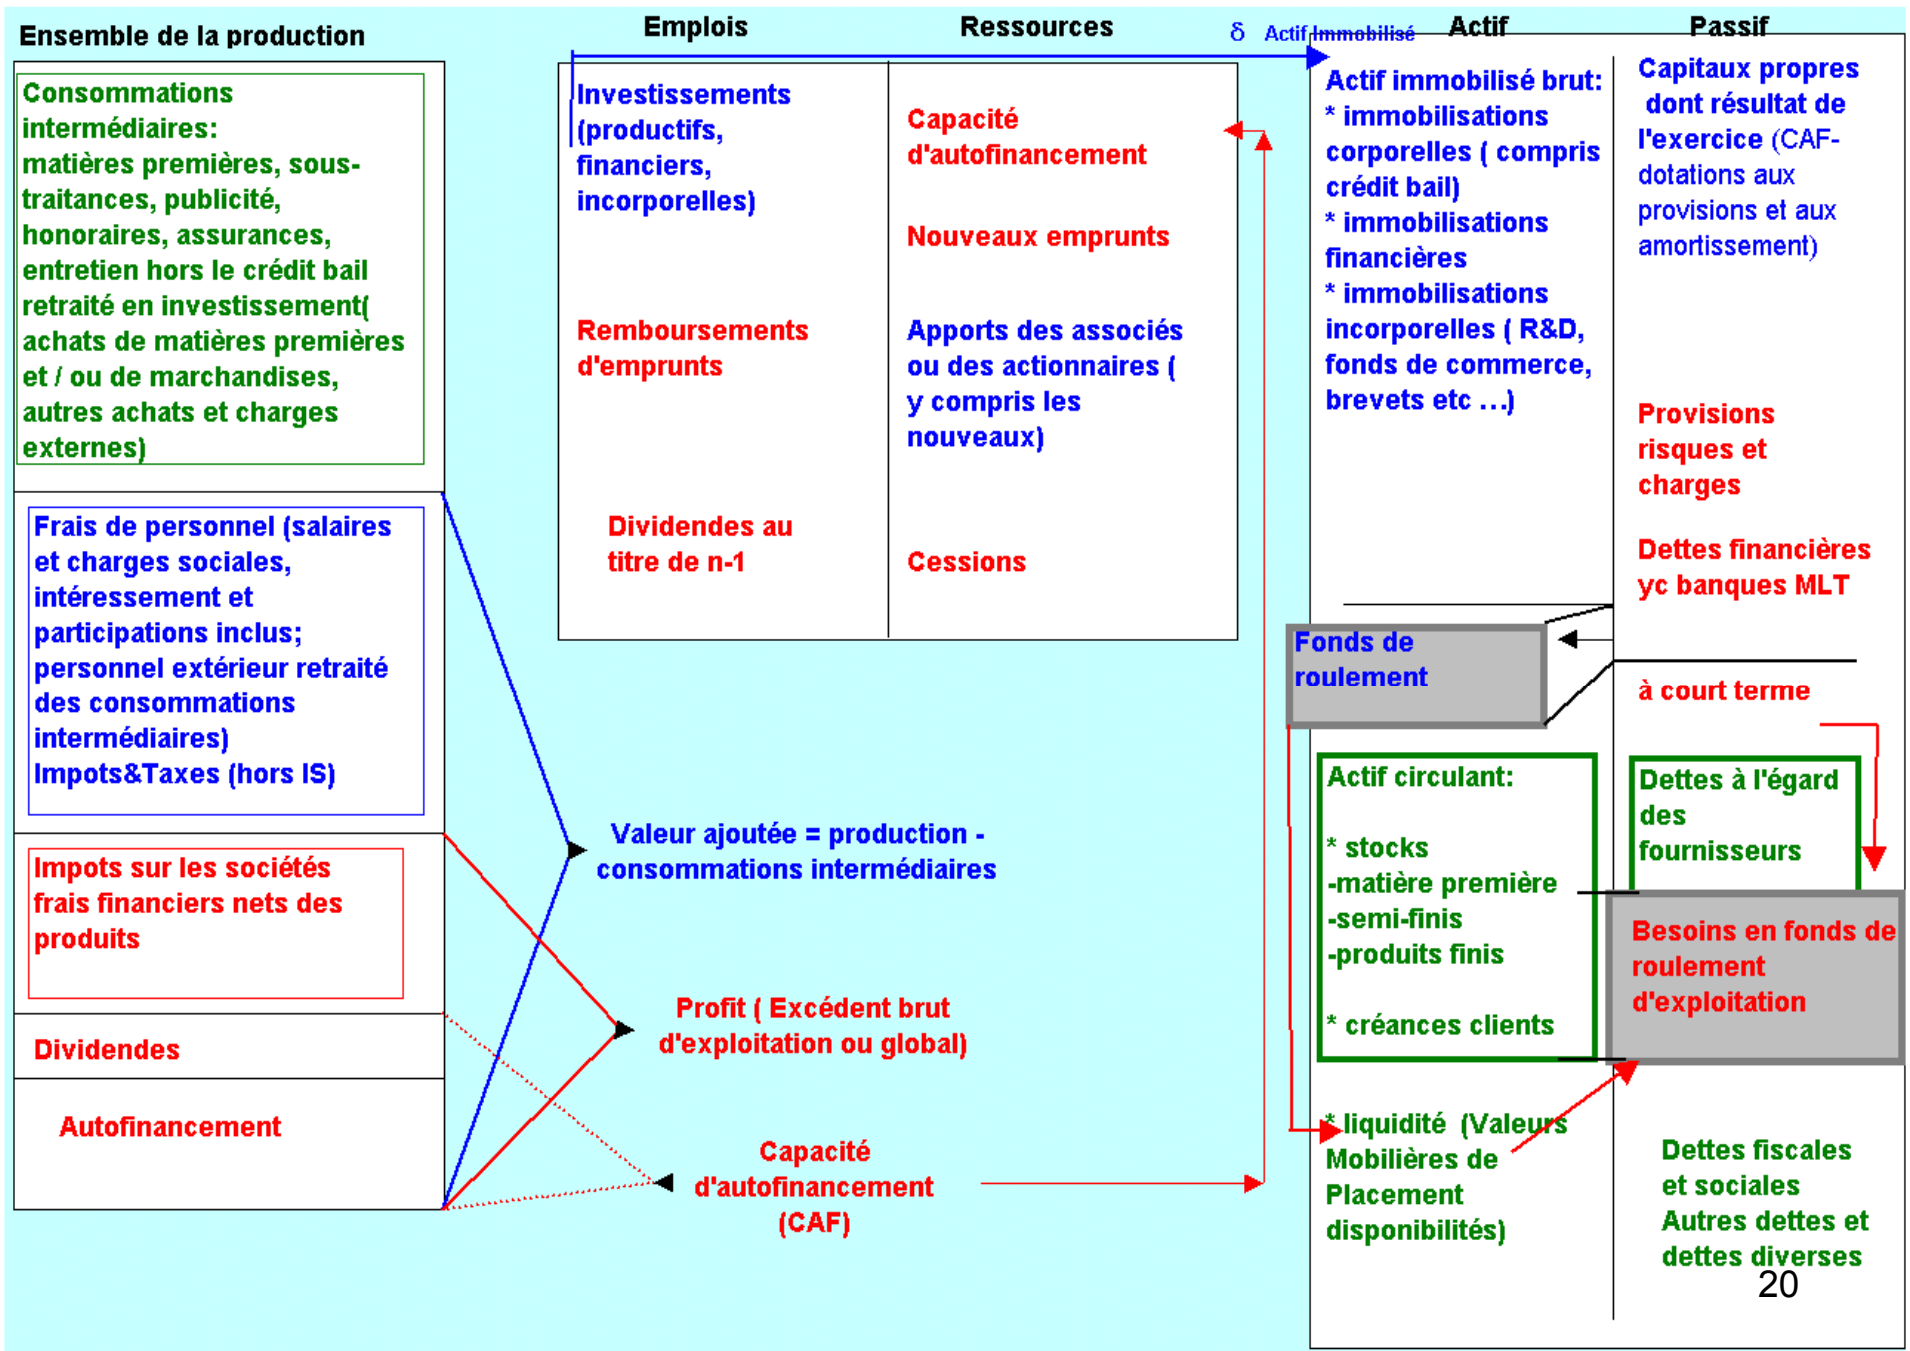 Ensemble de la production
Consommations
intermédiaires:
matières premières, sous-
traitances, publicité,
honoraires, assurances,
entretien hors le crédit bail
retraité en investissement(
achats de matières premières
et / ou de marchandises,
autres achats et charges
externes)
Frais de personnel (salaires
et charges sociales,
intéressement et
participations inclus;
personnel extérieur retraité
des consommations
intermédiaires)
Impots&Taxes (hors IS)
Impots sur les sociétés
frais financiers nets des
produits
Dividendes
Autofinancement
Emplois
Ressources
Investissements
(productifs,
financiers,
incorporelles)
Remboursements
d'emprunts
Dividendes au
titre de n-1
Capacité
d'autofinancement
Nouveaux emprunts
Apports des associés
ou des actionnaires (
y compris les
nouveaux)
Cessions
Valeur ajoutée = production -
consommations intermédiaires
Profit ( Excédent brut
d'exploitation ou global)
Capacité
d'autofinancement
(CAF)
δ Actif Immobilisé
Actif
Passif
Actif immobilisé brut:
* immobilisations
corporelles ( compris
crédit bail)
* immobilisations
financières
* immobilisations
incorporelles ( R&D,
fonds de commerce,
brevets etc ...)
Fonds de
roulement
Actif circulant:
* stocks
-matière première
-semi-finis
-produits finis
* créances clients
* liquidité (Valeurs
Mobilières de
Placement
disponibilités)
Capitaux propres
dont résultat de
l'exercice (CAF-
dotations aux
provisions et aux
amortissement)
Provisions
risques et
charges
Dettes financières
yc banques MLT
à court terme
Dettes à l'égard
des
fournisseurs
Besoins en fonds de
roulement
d'exploitation
Dettes fiscales
et sociales
Autres dettes et
dettes diverses
20